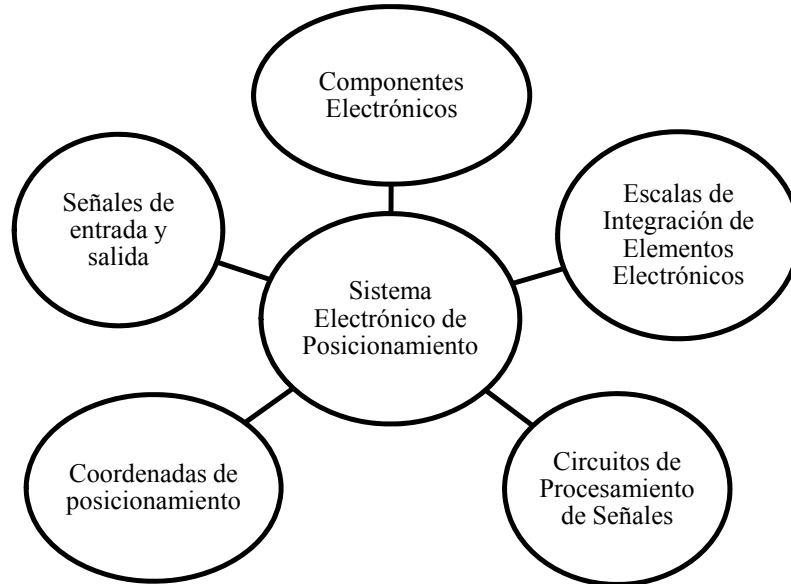 Componentes
Electrónicos
Señales de
entrada y
salida
Escalas de
Integración de
Elementos
Electrónicos
Sistema
Electrónico de
Posicionamiento
Coordenadas de
posicionamiento
Circuitos de
Procesamiento
de Señales